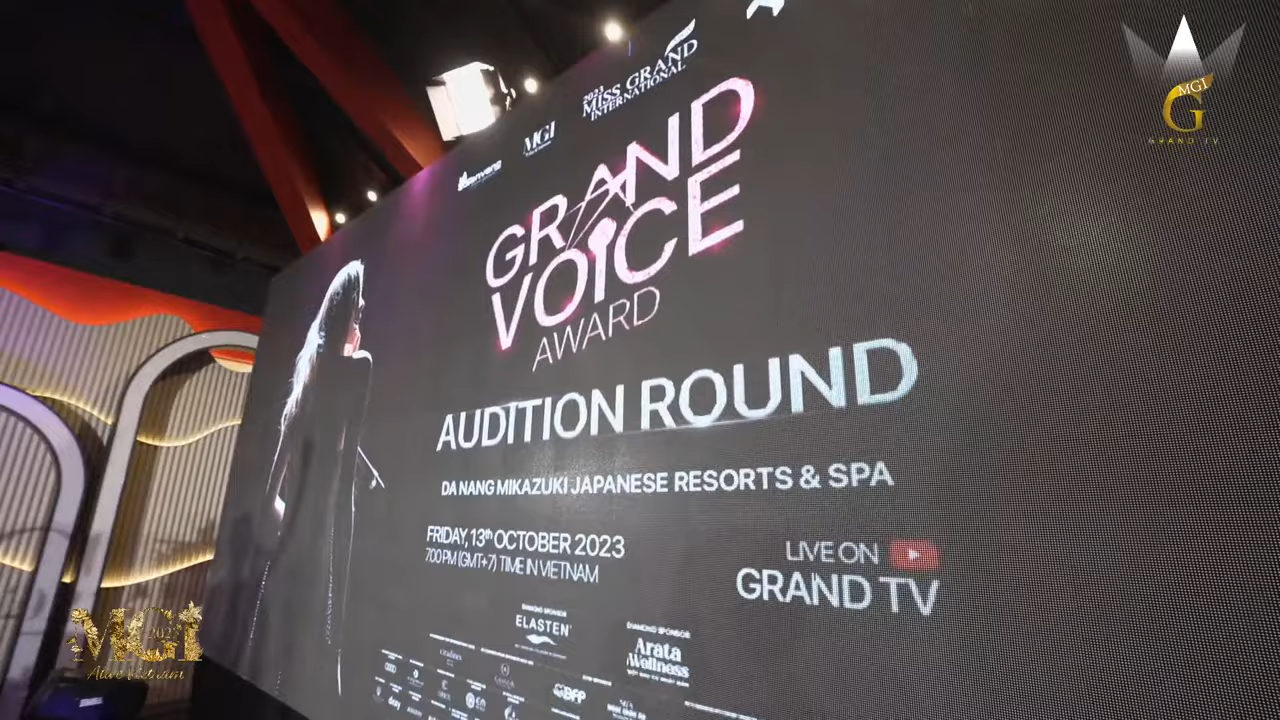 2023
MISS GRAND
INTERNATIONAL
MGI
GRAND
VOICE
AWARD
AUDITION ROUND
DA NANG MIKAZUKI JAPANESE RESORTS & SPA
FRIDAY, 13th OCTOBER 2023
7:00 PM (GMT+7) TIME IN VIETNAM
LIVE ON
GRAND TV
DIAMOND SPONSOR
ELASTEN
DIAMOND SPONSOR
Arata
Wellness
BFP
MGI
G
GRAND TV
MGI
2023